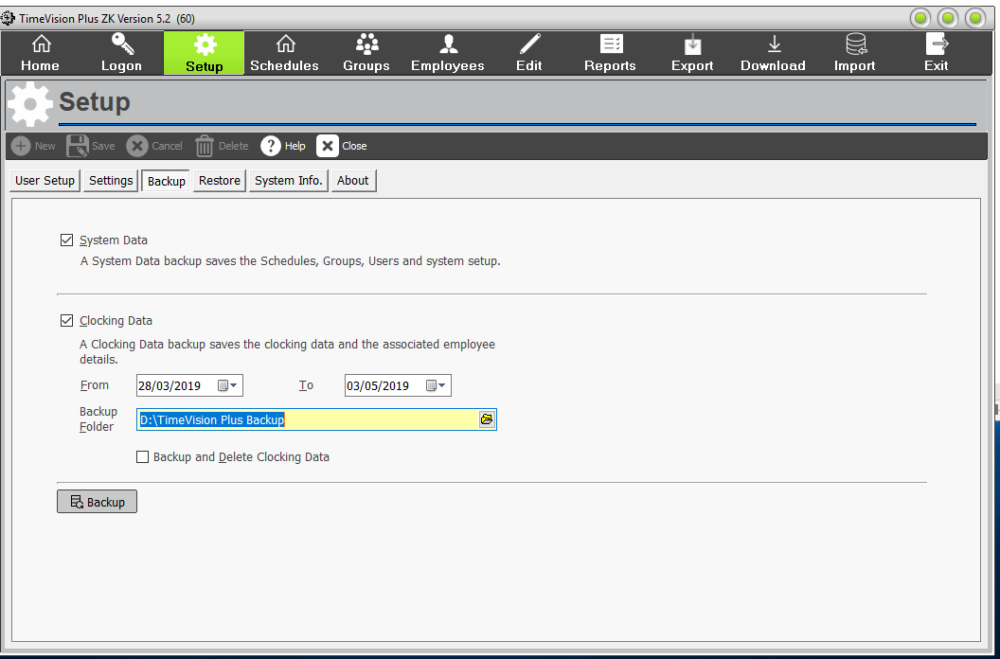 TimeVision Plus ZK Version 5.2 (60)
Home Logon Setup Schedules Groups Employees Edit Reports Export Download Import Exit
Setup
New Save Cancel Delete ? Help Close
User Setup Settings Backup Restore System Info. About
System Data
A System Data backup saves the Schedules, Groups, Users and system setup.
Clocking Data
A Clocking Data backup saves the clocking data and the associated employee
details.
From 28/03/2019 To 03/05/2019
Backup
Folder
D:\TimeVision Plus Backup
Backup and Delete Clocking Data
Backup